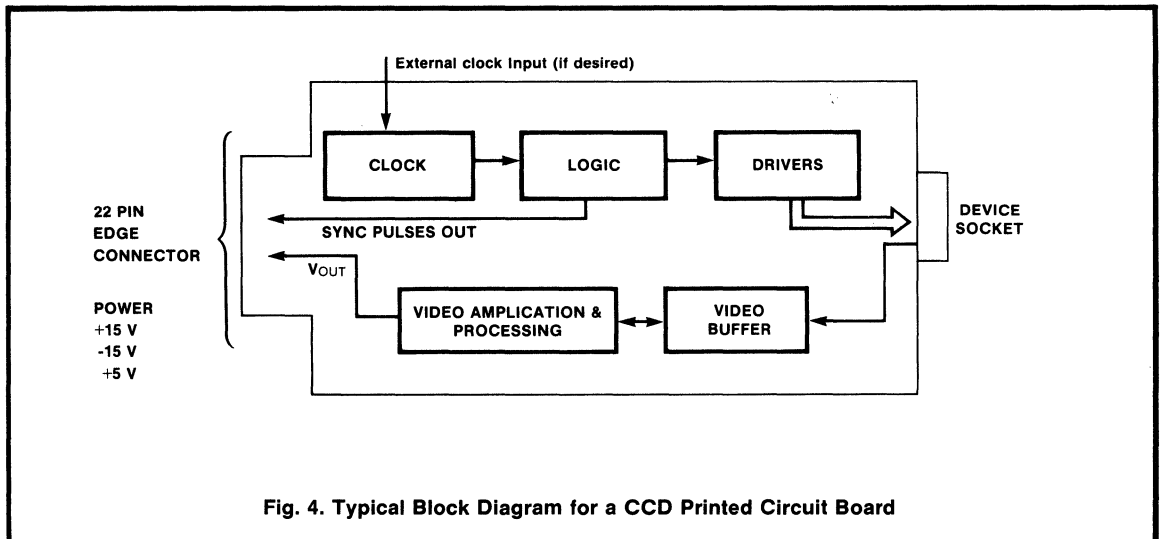 External clock Input (if desired)
CLOCK
LOGIC
DRIVERS
22 PIN
EDGE
CONNECTOR
POWER
+15 V
-15 V
+5 V
SYNC PULSES OUT
VOUT
DEVICE
SOCKET
VIDEO AMPLICATION &
PROCESSING
VIDEO
BUFFER
Fig. 4. Typical Block Diagram for a CCD Printed Circuit Board